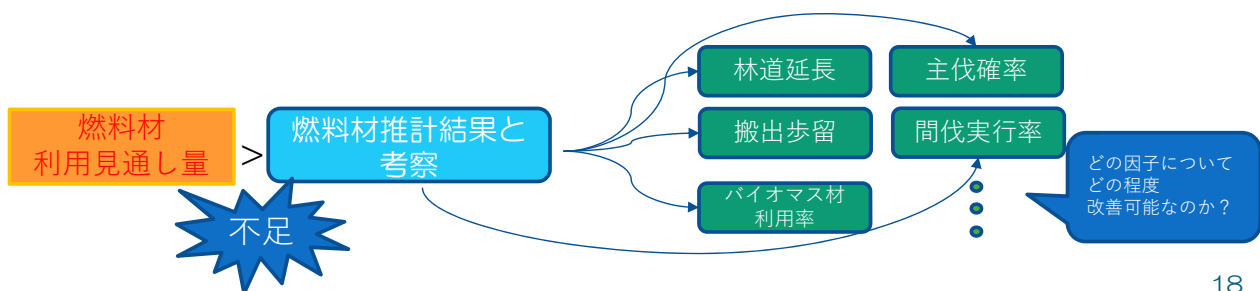 燃料材
利用見通し量
>
燃料材推計結果と
考察
不足
林道延長
主伐確率
搬出歩留
間伐実行率
バイオマス材
利用率
どの因子について
どの程度
改善可能なのか?
18